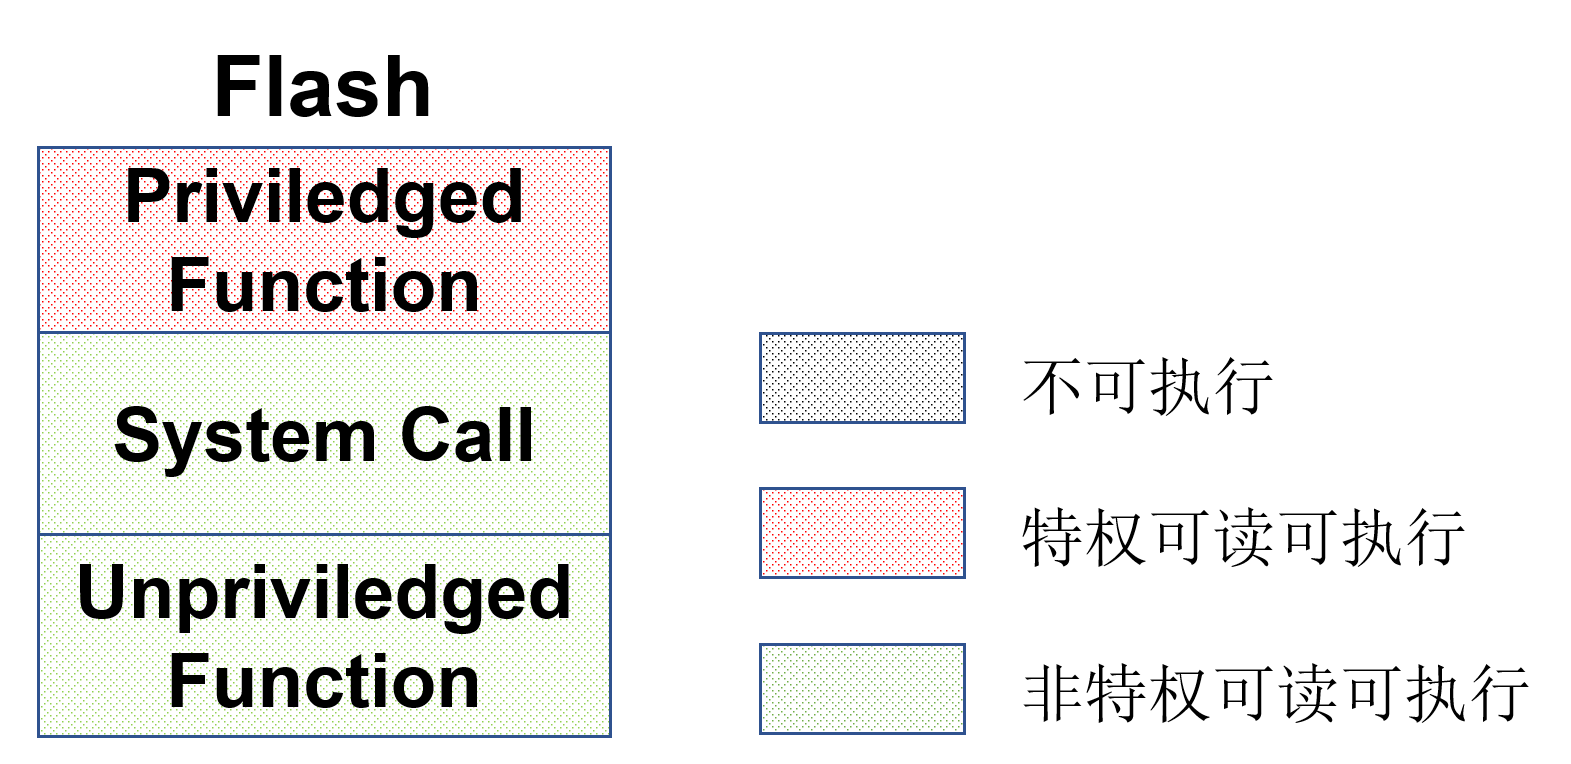 Flash
Priviledged
Function
System Call
Unpriviledged
Function
不可执行
特权可读可执行
非特权可读可执行